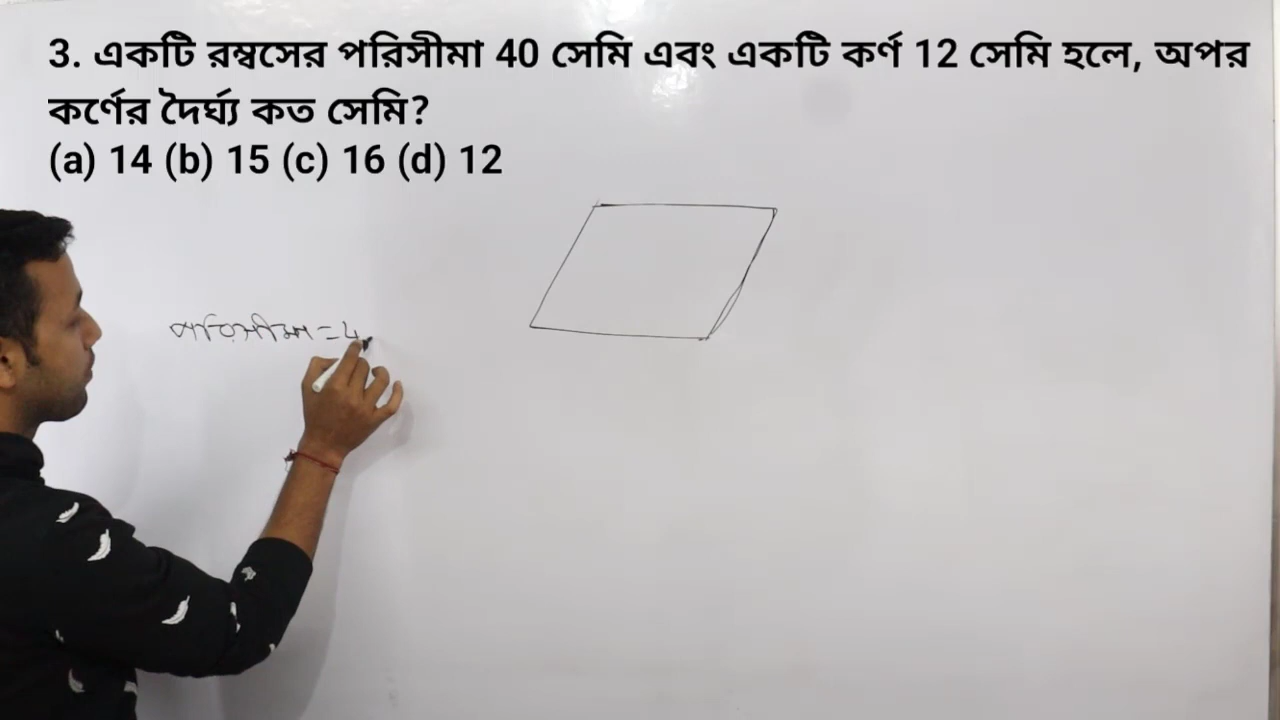 3. একটি রম্বসের পরিসীমা 40 সেমি এবং একটি কর্ণ 12 সেমি হলে, অপর
কর্ণের দৈর্ঘ্য কত সেমি?
(a) 14 (b) 15 (c) 16 (d) 12
পরিসীমা = 4